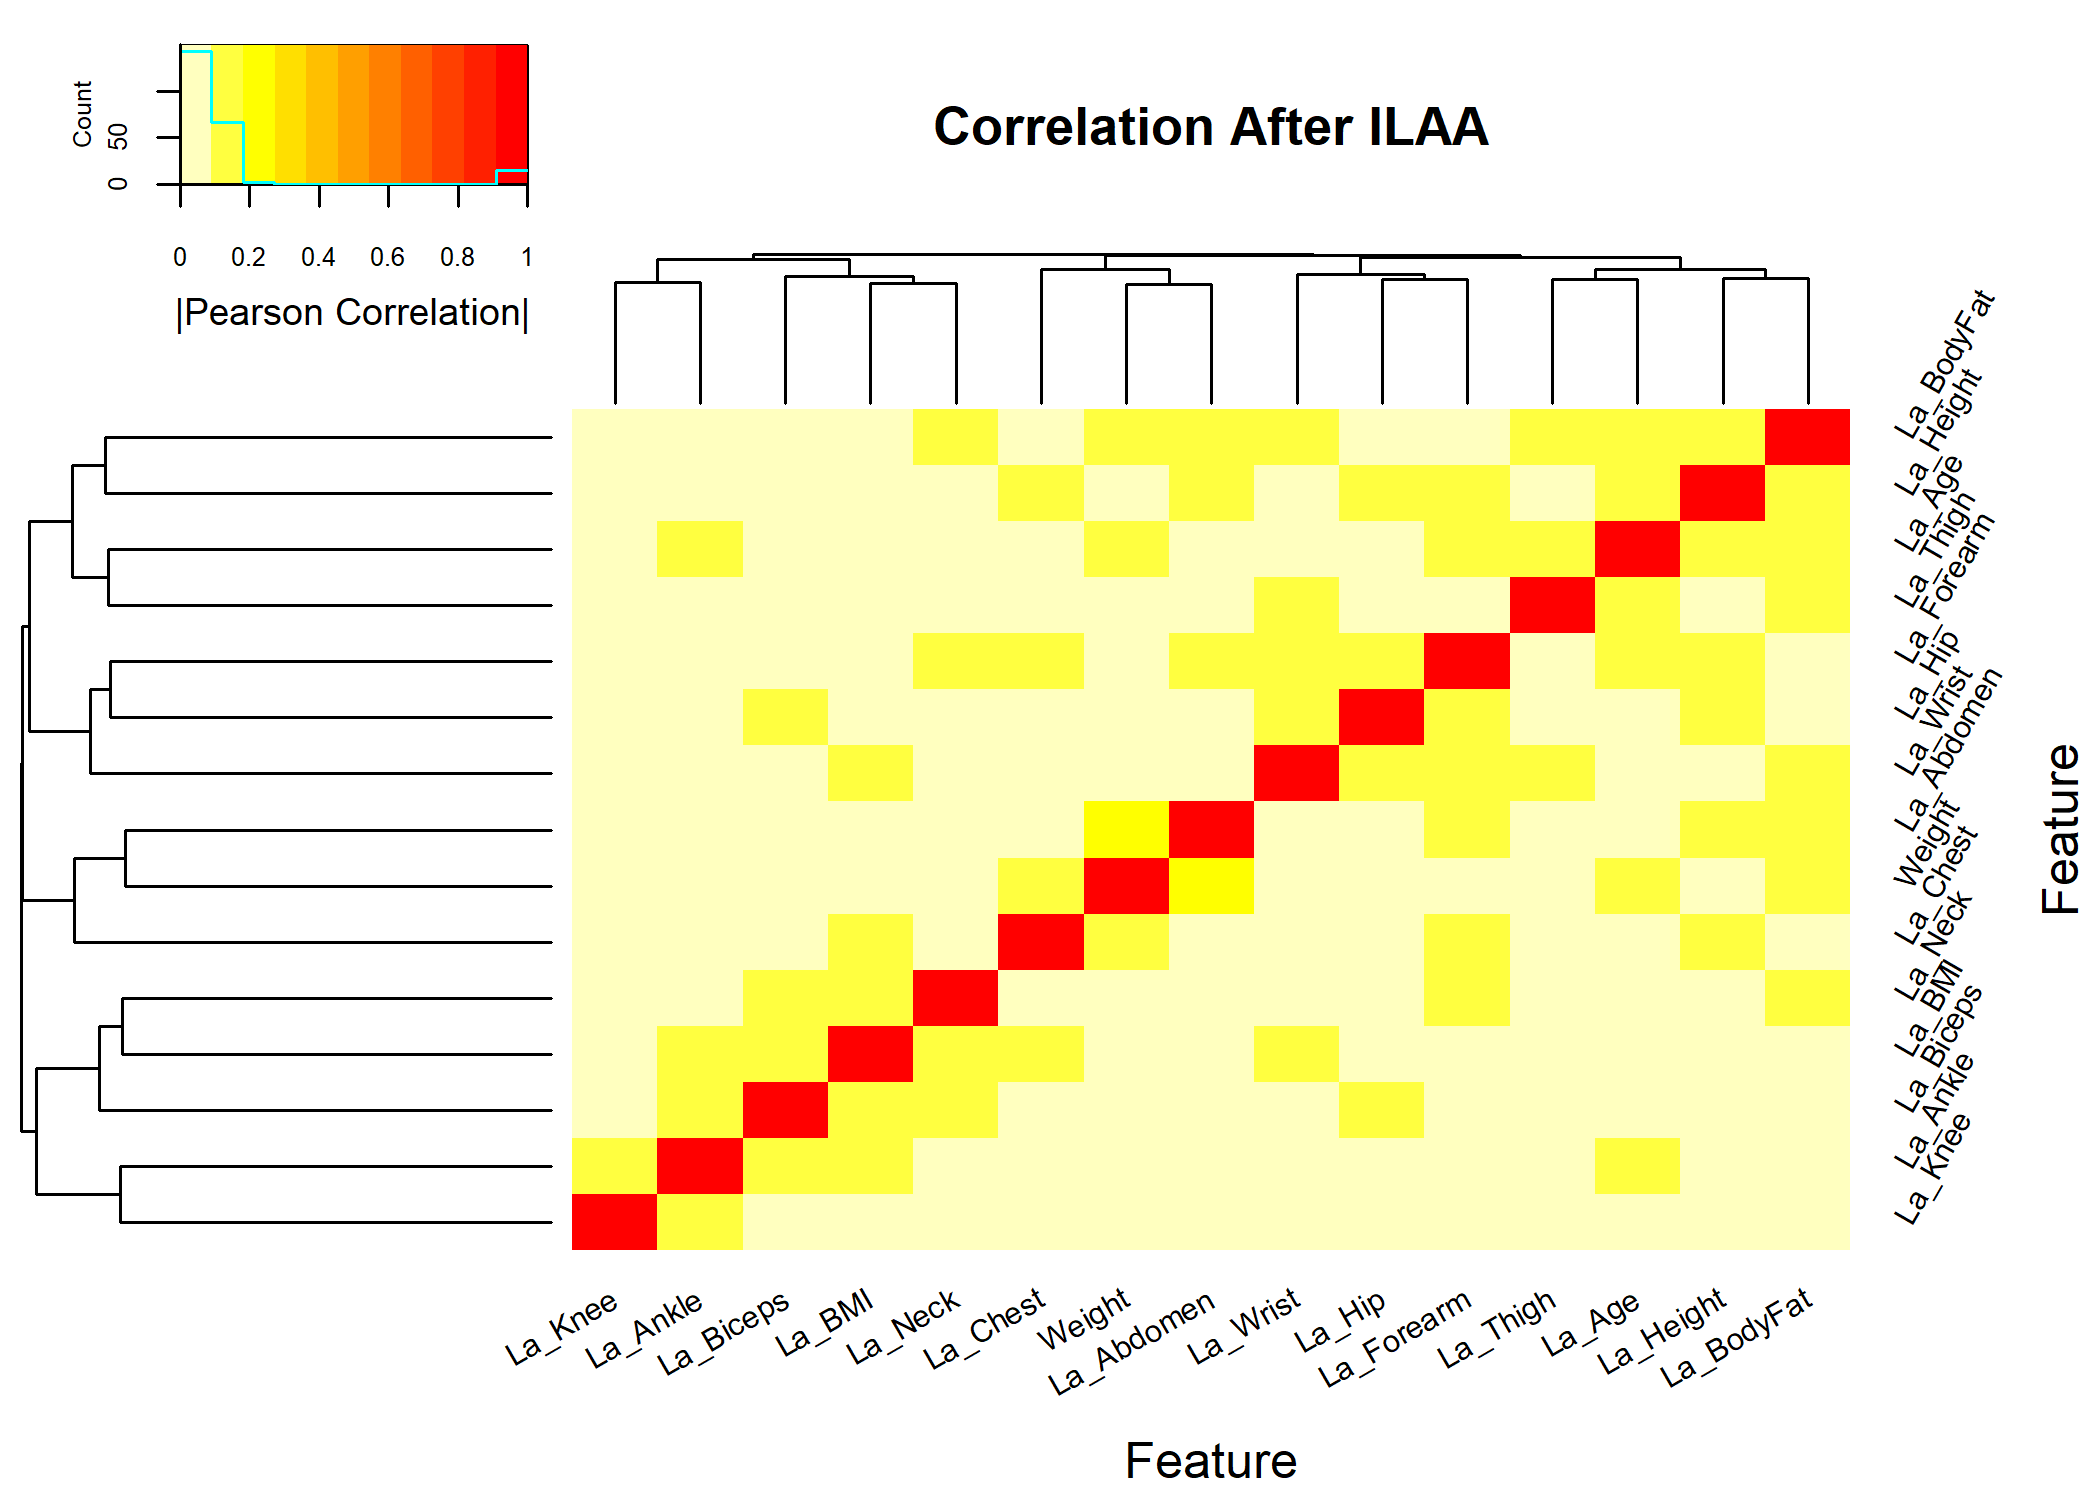 Correlation After ILAA
Count
0
50
0
0.2
0.4
0.6
0.8
1
|Pearson Correlation|
La_BodyFat
La_Height
La_Age
La_Thigh
La_Forearm
La_Hip
La_Wrist
La_Abdomen
Weight
La_Chest
La_Neck
La_BMI
La_Biceps
La_Ankle
La_Knee
Feature
La_Knee
La_Ankle
La_Biceps
La_BMI
La_Neck
La_Chest
Weight
La_Abdomen
La_Wrist
La_Hip
La_Forearm
La_Thigh
La_Age
La_Height
La_BodyFat
Feature